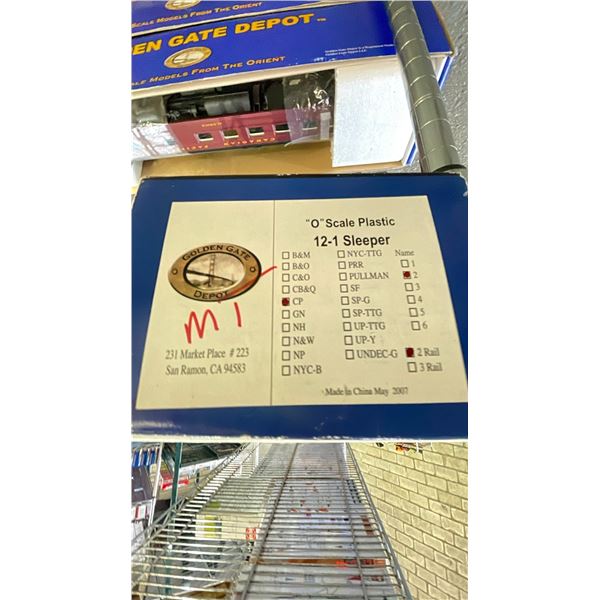 SCALE MODELS FROM THE ORIENT
EN GATE DEPOT™
SCALE MODELS FROM THE ORIENT
CANADIAN PACIFIC
"O" Scale Plastic
12-1 Sleeper
GOLDEN GATE
DEPOT
M1
231 Market Place # 223
San Ramon, CA 94583
B&M
B&O
C&O
CB&Q
CP
GN
NH
N&W
NP
NYC-B
NYC-TTG
PRR
PULLMAN
SF
SP-G
SP-TTG
UP-TTG
UP-Y
UNDEC-G
Name
1
2
3
4
5
6
2 Rail
3 Rail
Made in China May 2007